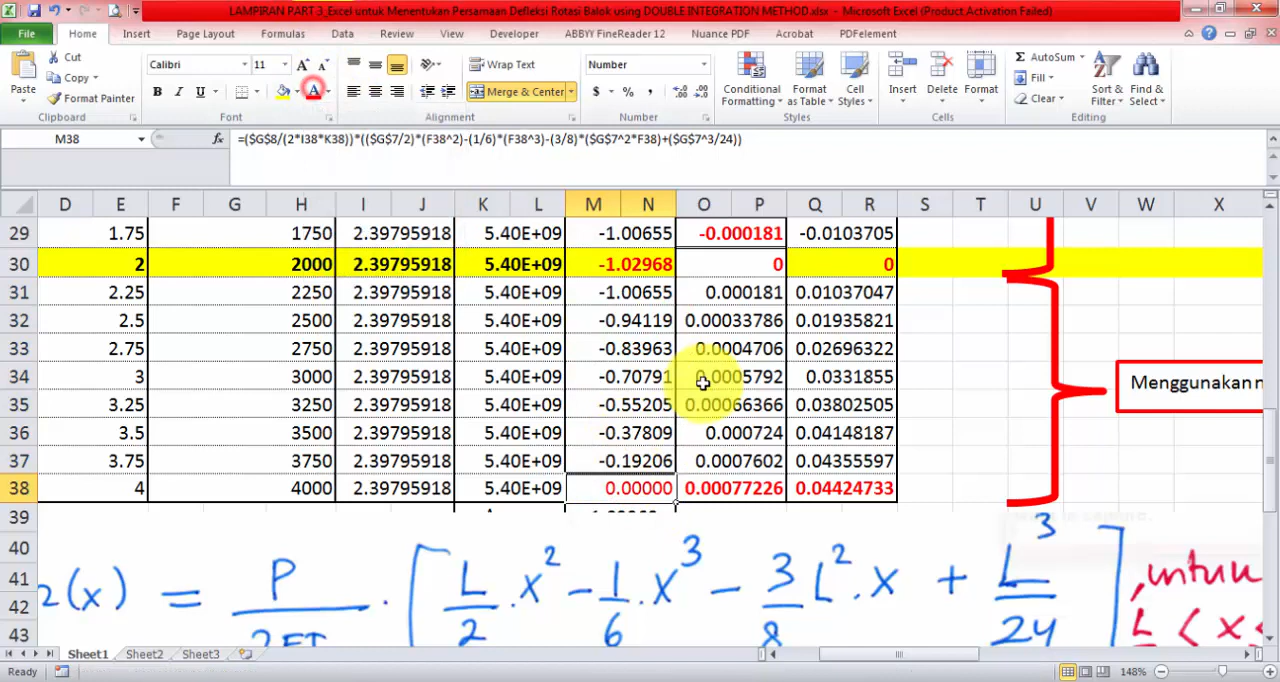 LAMPIRAN PART 3_Excel untuk Menentukan Persamaan Defleksi Rotasi Balok using DOUBLE INTEGRATION METHOD.xlsx - Microsoft Excel (Product Activation Failed)
File Home Insert Page Layout Formulas Data Review View Developer ABBYY FineReader 12 Nuance PDF Acrobat PDFelement
Cut Calibri 11 A A Wrap Text Number Σ AutoSum
Paste Copy Conditional Formatting Format as Table Cell Styles Insert Delete Format Fill Sort & Filter Find & Select
Format Painter B I U A Merge & Center $ % , Clear
Clipboard Font Alignment Number Styles Cells Editing
M38 fx =($G$8/(2*I38*K38))*(($G$7/2)*(F38^2)-(1/6)*(F38^3)-(3/8)*($G$7^2*F38)+($G$7^3/24))
D E F G H I J K L M N O P Q R S T U V W X
29 1.75 1750 2.39795918 5.40E+09 -1.00655 -0.000181 -0.0103705
30 2 2000 2.39795918 5.40E+09 -1.02968 0 0
31 2.25 2250 2.39795918 5.40E+09 -1.00655 0.000181 0.01037047
32 2.5 2500 2.39795918 5.40E+09 -0.94119 0.00033786 0.01935821
33 2.75 2750 2.39795918 5.40E+09 -0.83963 0.0004706 0.02696322
34 3 3000 2.39795918 5.40E+09 -0.70791 0.0005792 0.0331855
Menggunakan
35 3.25 3250 2.39795918 5.40E+09 -0.55205 0.00066366 0.03802505
36 3.5 3500 2.39795918 5.40E+09 -0.37809 0.000724 0.04148187
37 3.75 3750 2.39795918 5.40E+09 -0.19206 0.0007602 0.04355597
38 4 4000 2.39795918 5.40E+09 0.00000 0.00077226 0.04424733
39
40
41
42
43
2(x) = P/2EI . [ L/2 . x² - 1/6 . x³ - 3/8 L² . x + L³/24 ] , untuk
L < x
Sheet1 Sheet2 Sheet3
Ready 148%